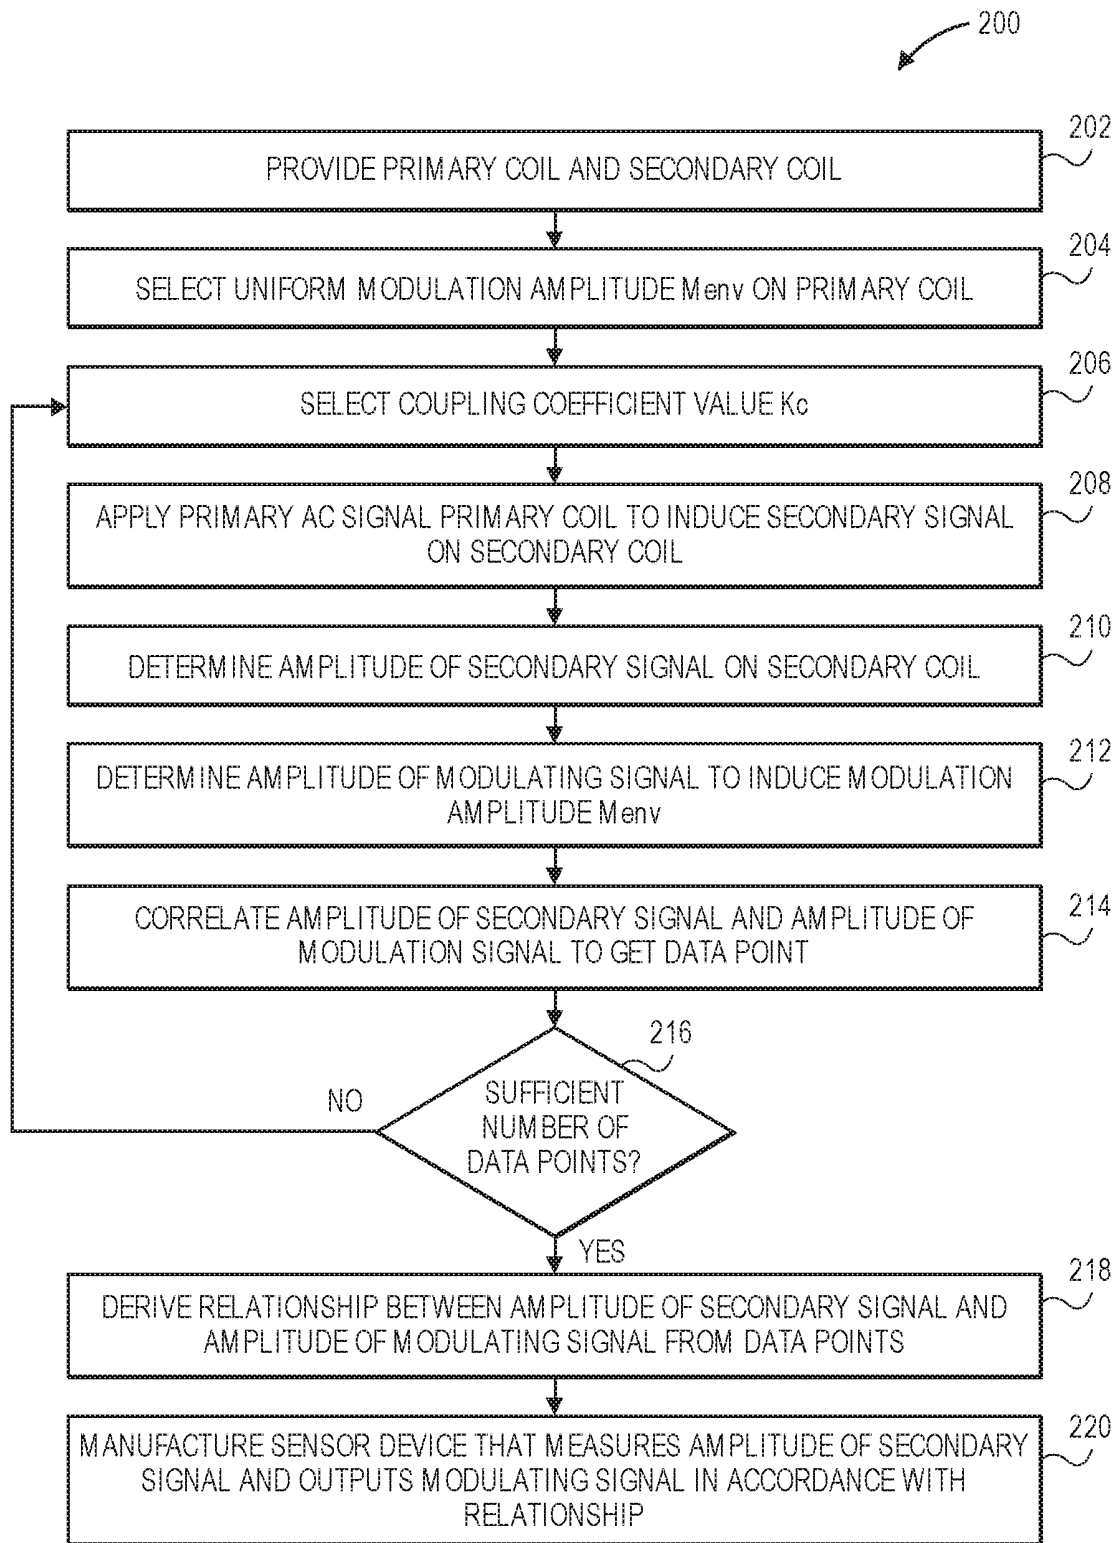 200
202
PROVIDE PRIMARY COIL AND SECONDARY COIL
204
SELECT UNIFORM MODULATION AMPLITUDE Menv ON PRIMARY COIL
206
SELECT COUPLING COEFFICIENT VALUE Kc
208
APPLY PRIMARY AC SIGNAL PRIMARY COIL TO INDUCE SECONDARY SIGNAL
ON SECONDARY COIL
210
DETERMINE AMPLITUDE OF SECONDARY SIGNAL ON SECONDARY COIL
212
DETERMINE AMPLITUDE OF MODULATING SIGNAL TO INDUCE MODULATION
AMPLITUDE Menv
214
CORRELATE AMPLITUDE OF SECONDARY SIGNAL AND AMPLITUDE OF
MODULATION SIGNAL TO GET DATA POINT
216
NO
SUFFICIENT
NUMBER OF
DATA POINTS?
YES
218
DERIVE RELATIONSHIP BETWEEN AMPLITUDE OF SECONDARY SIGNAL AND
AMPLITUDE OF MODULATING SIGNAL FROM DATA POINTS
220
MANUFACTURE SENSOR DEVICE THAT MEASURES AMPLITUDE OF SECONDARY
SIGNAL AND OUTPUTS MODULATING SIGNAL IN ACCORDANCE WITH
RELATIONSHIP